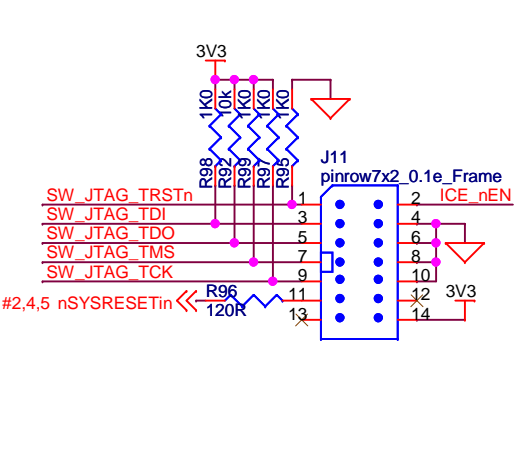 3V3
1K0
10k
1K0
1K0
1K0
R98
R92
R99
R97
R95
J11
pinrow7x2_0.1e_Frame
SW_JTAG_TRSTn
1
2
ICE_nEN
SW_JTAG_TDI
3
4
SW_JTAG_TDO
5
6
SW_JTAG_TMS
7
8
SW_JTAG_TCK
9
10
#2,4,5 nSYSRESETin
R96
120R
11
12
3V3
13
14